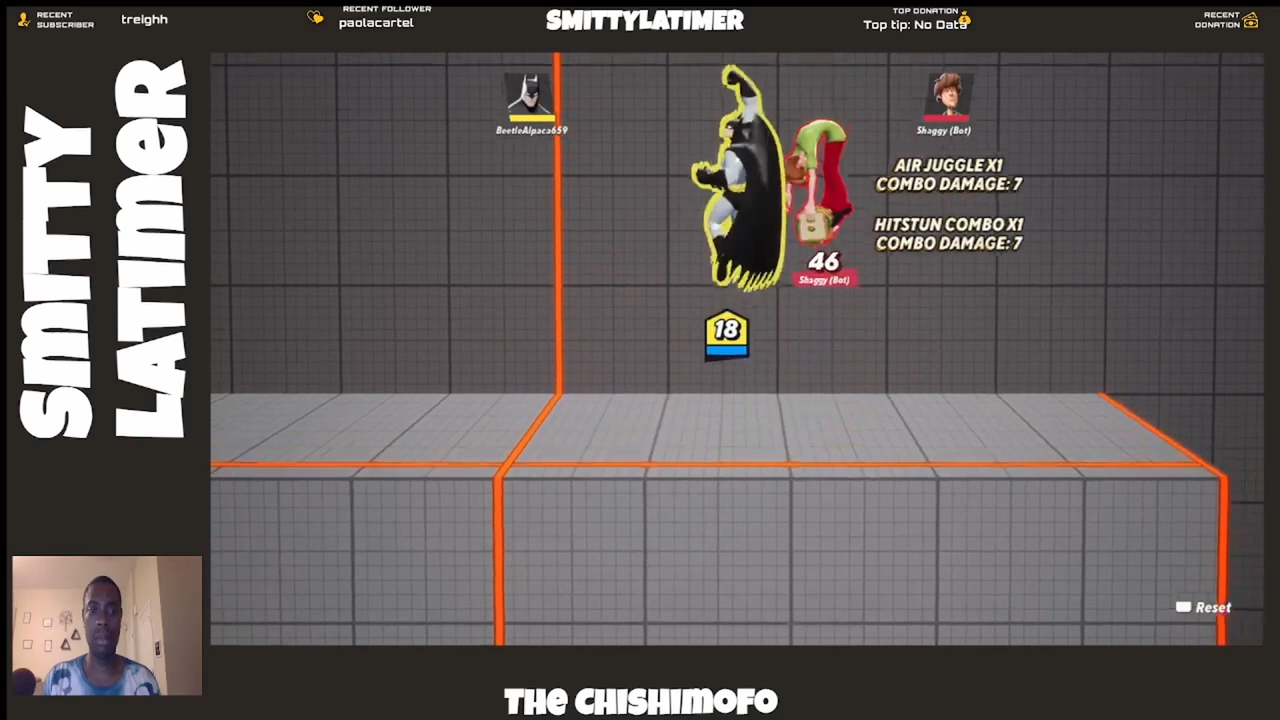 RECENT
SUBSCRIBER
treighh
RECENT FOLLOWER
paolacartel
SMITTYLATIMER
TOP DONATION
Top tip: No Data
RECENT
DONATION
SMITTY
LATIMER
BeetleAlpaca659
Shaggy (Bot)
AIR JUGGLE X1
COMBO DAMAGE: 7
HITSTUN COMBO X1
COMBO DAMAGE: 7
46
Shaggy (Bot)
18
Reset
THE CHISHIMOFO